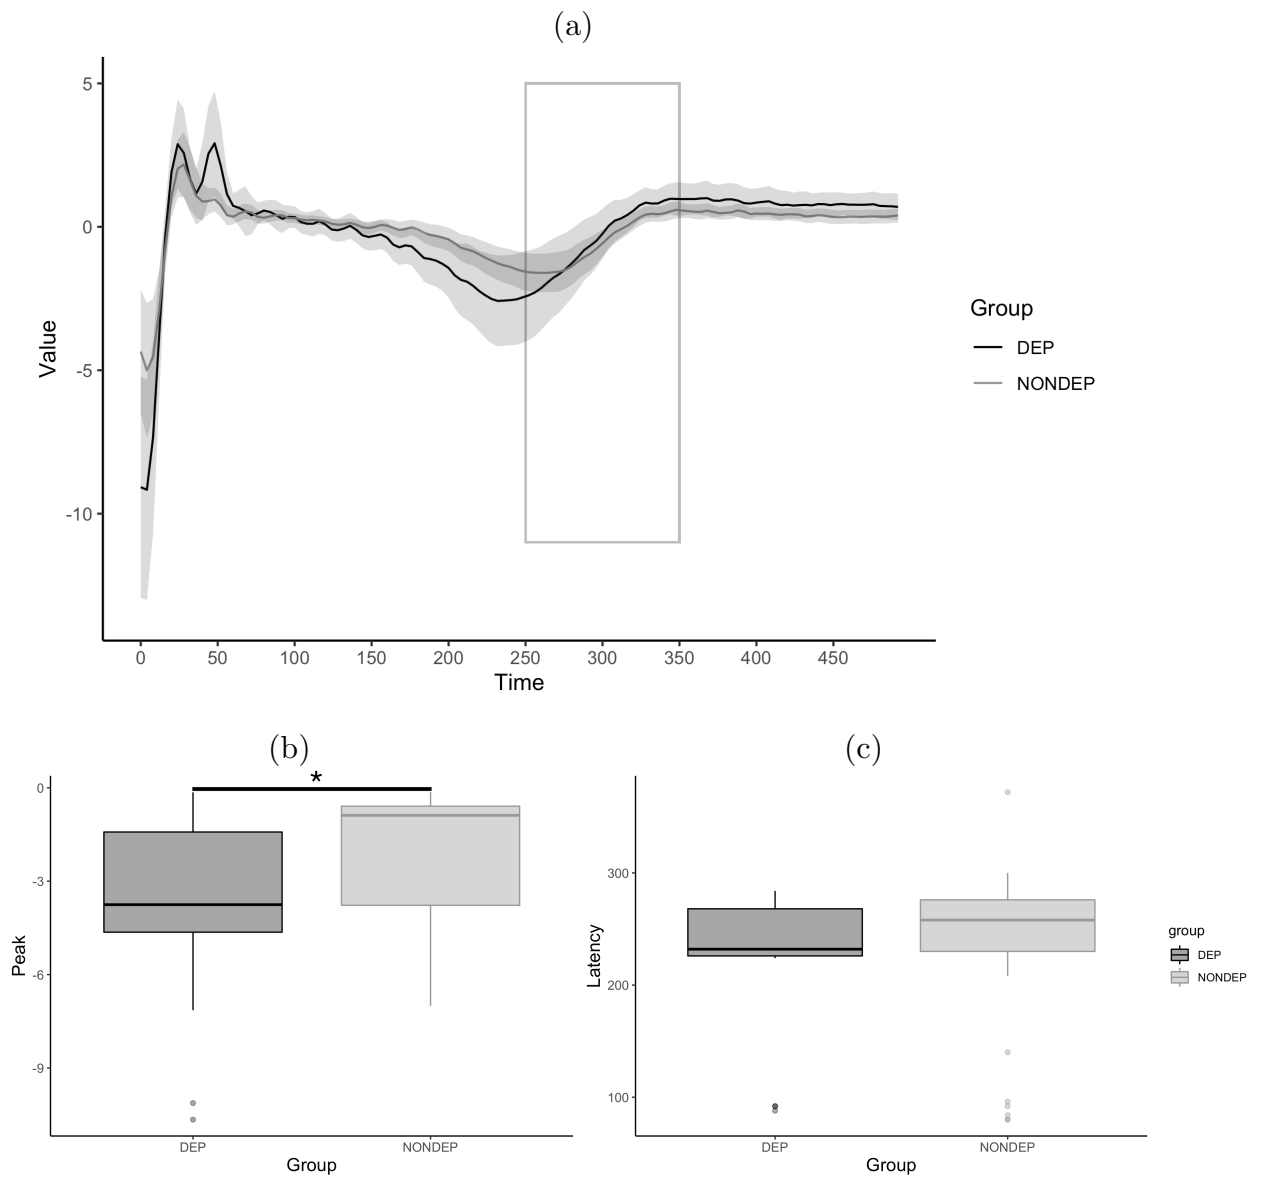 (a)
5
0
-5
-10
Value
0 50 100 150 200 250 300 350 400 450
Time
Group
DEP
NONDEP
(b)
*
0
-3
-6
-9
Peak
DEP NONDEP
Group
(c)
300
200
100
Latency
DEP NONDEP
Group
group
DEP
NONDEP